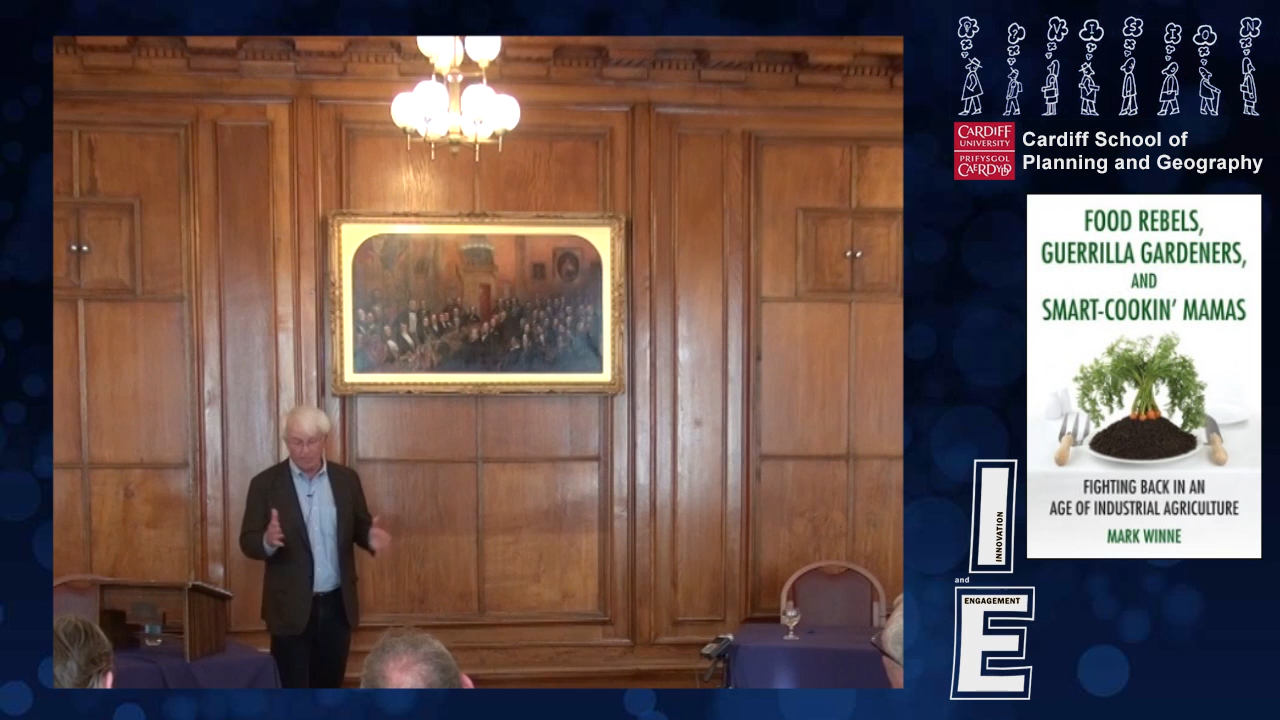 CARDIFF
UNIVERSITY
PRIFYSGOL
CAERDYDD
Cardiff School of
Planning and Geography
FOOD REBELS,
GUERRILLA GARDENERS,
AND
SMART-COOKIN' MAMAS
FIGHTING BACK IN AN
AGE OF INDUSTRIAL AGRICULTURE
MARK WINNE
I
INNOVATION
and
ENGAGEMENT
E